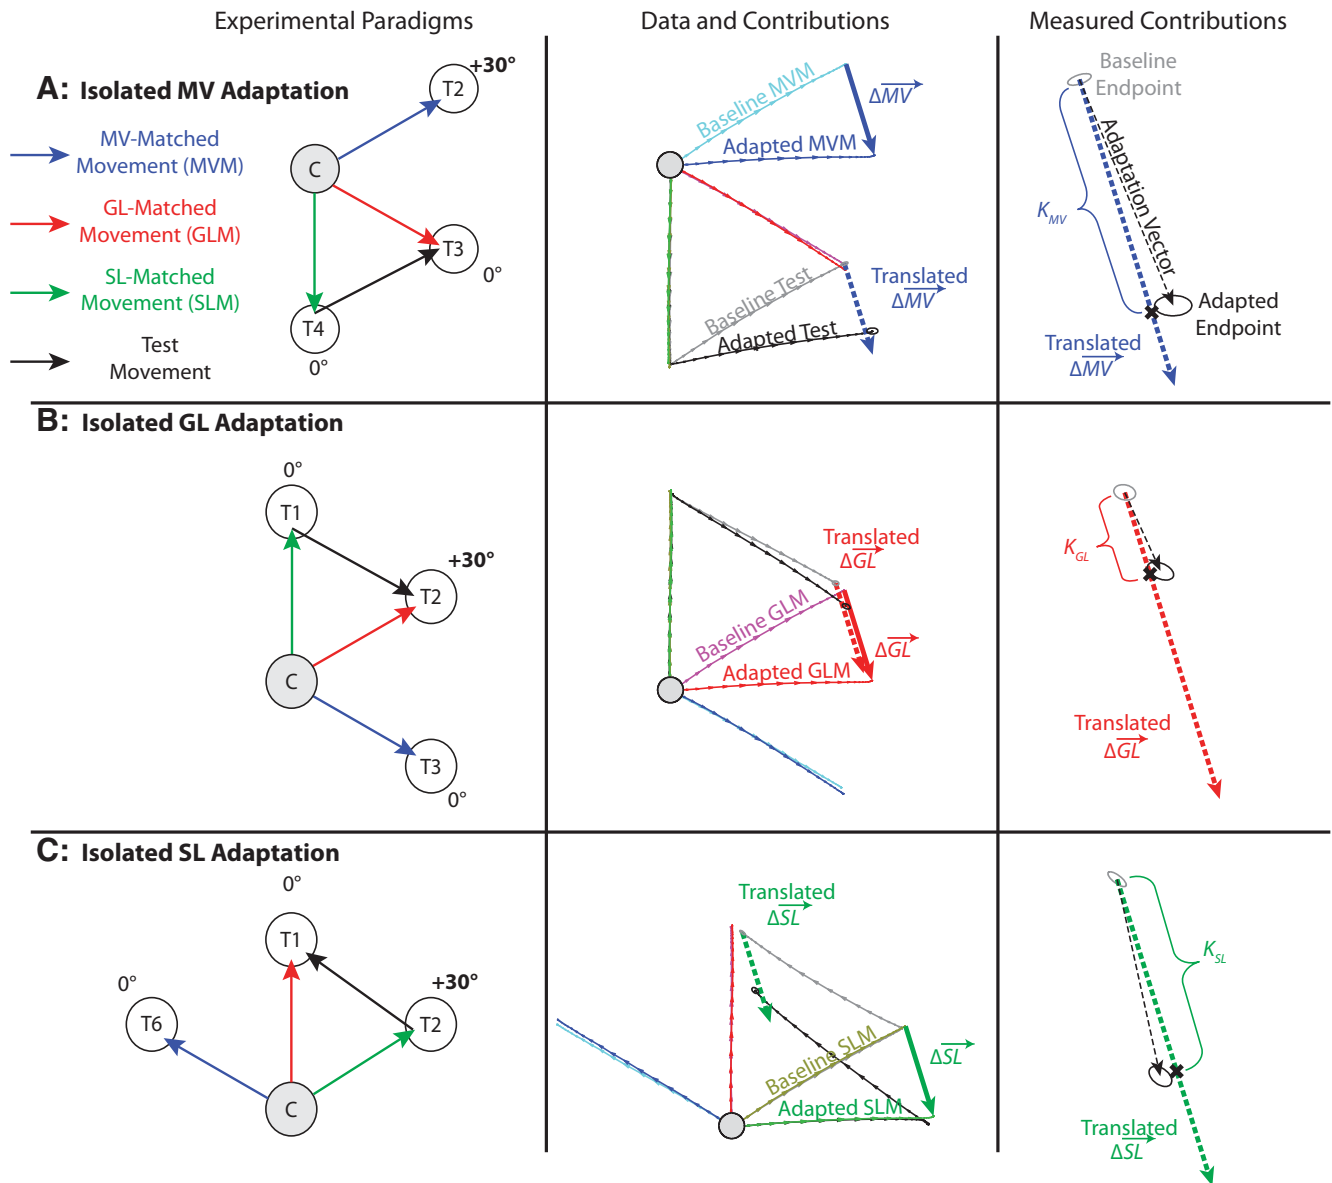 Experimental Paradigms
Data and Contributions
Measured Contributions
A: Isolated MV Adaptation
MV-Matched
Movement (MVM)
GL-Matched
Movement (GLM)
SL-Matched
Movement (SLM)
Test
Movement
+30°
T2
C
T3
0°
T4
0°
Baseline MVM
Adapted MVM
ΔMV
Baseline Test
Adapted Test
Translated
ΔMV
Baseline
Endpoint
Adaptation Vector
K_MV
Adapted
Endpoint
Translated
ΔMV
B: Isolated GL Adaptation
0°
T1
+30°
T2
C
T3
0°
Translated
ΔGL
Baseline GLM
Adapted GLM
ΔGL
K_GL
Translated
ΔGL
C: Isolated SL Adaptation
0°
T1
0°
T6
+30°
T2
C
Translated
ΔSL
Baseline SLM
Adapted SLM
ΔSL
K_SL
Translated
ΔSL